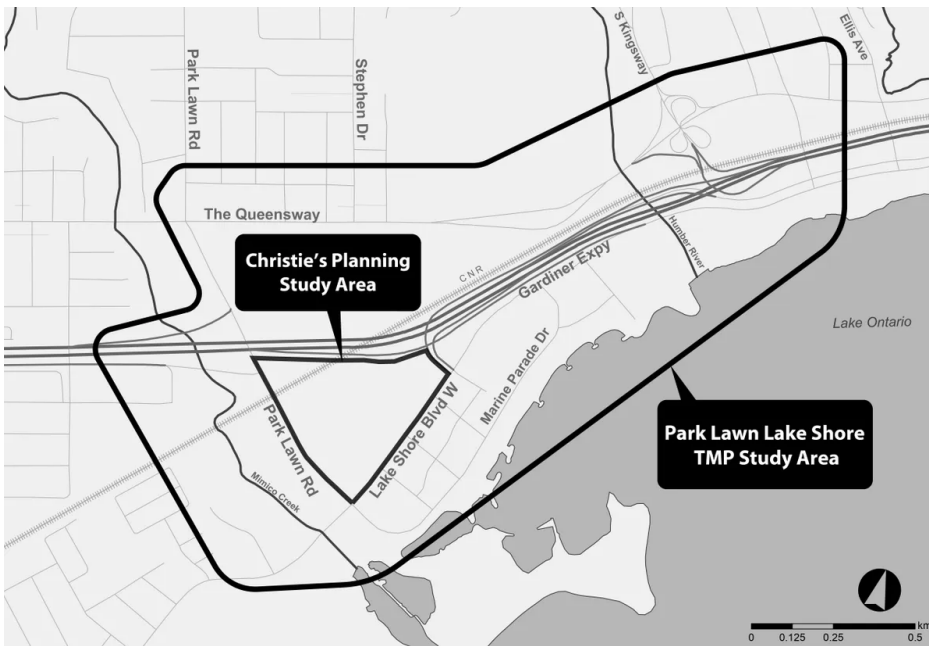 S Kingsway
Ellis Ave
Park Lawn Rd
Stephen Dr
The Queensway
Christie's Planning
Study Area
CNR
Gardiner Expy
Humber River
Lake Ontario
Marine Parade Dr
Lake Shore Blvd W
Park Lawn Rd
Mimico Creek
Park Lawn Lake Shore
TMP Study Area
km
0 0.125 0.25 0.5